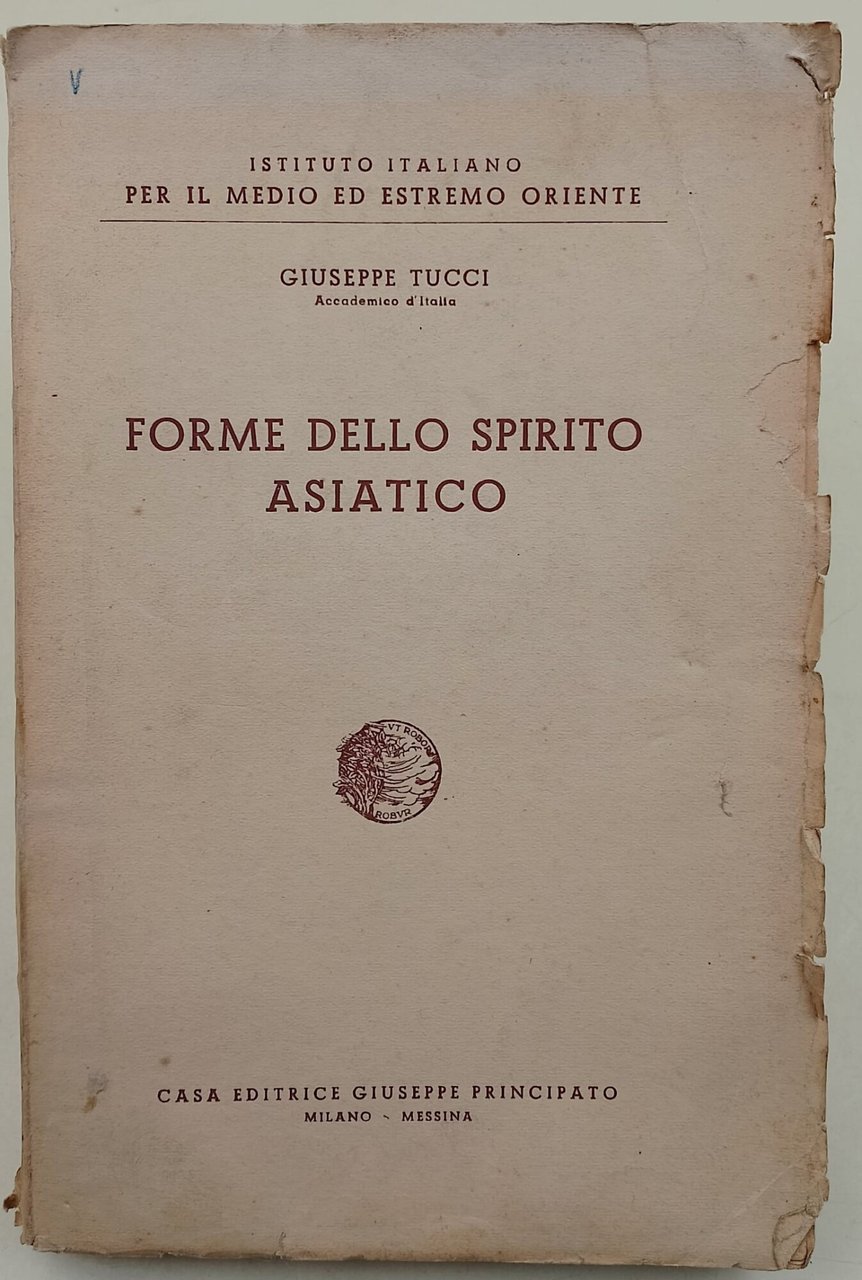 V
ISTITUTO ITALIANO
PER IL MEDIO ED ESTREMO ORIENTE
GIUSEPPE TUCCI
Accademico d'Italia
FORME DELLO SPIRITO
ASIATICO
VT ROBOR
ROBVR
CASA EDITRICE GIUSEPPE PRINCIPATO
MILANO - MESSINA